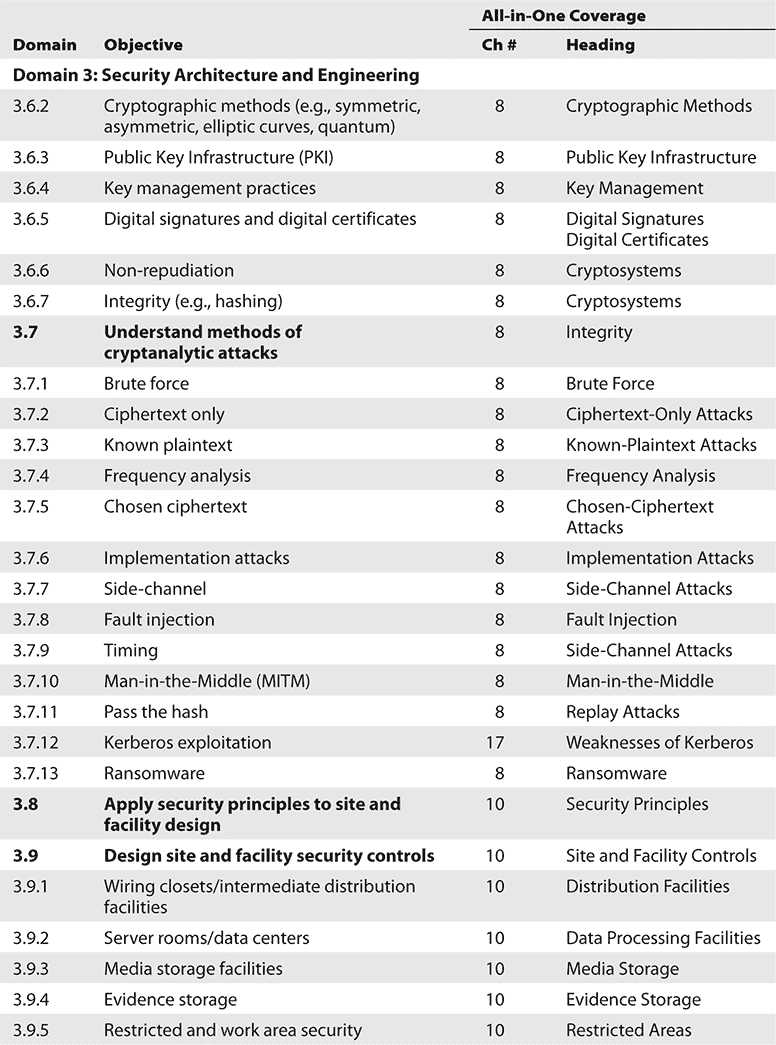 All-in-One Coverage
Domain Objective Ch # Heading
Domain 3: Security Architecture and Engineering
3.6.2 Cryptographic methods (e.g., symmetric, 8 Cryptographic Methods
asymmetric, elliptic curves, quantum)
3.6.3 Public Key Infrastructure (PKI) 8 Public Key Infrastructure
3.6.4 Key management practices 8 Key Management
3.6.5 Digital signatures and digital certificates 8 Digital Signatures
Digital Certificates
3.6.6 Non-repudiation 8 Cryptosystems
3.6.7 Integrity (e.g., hashing) 8 Cryptosystems
3.7 Understand methods of 8 Integrity
cryptanalytic attacks
3.7.1 Brute force 8 Brute Force
3.7.2 Ciphertext only 8 Ciphertext-Only Attacks
3.7.3 Known plaintext 8 Known-Plaintext Attacks
3.7.4 Frequency analysis 8 Frequency Analysis
3.7.5 Chosen ciphertext 8 Chosen-Ciphertext
Attacks
3.7.6 Implementation attacks 8 Implementation Attacks
3.7.7 Side-channel 8 Side-Channel Attacks
3.7.8 Fault injection 8 Fault Injection
3.7.9 Timing 8 Side-Channel Attacks
3.7.10 Man-in-the-Middle (MITM) 8 Man-in-the-Middle
3.7.11 Pass the hash 8 Replay Attacks
3.7.12 Kerberos exploitation 17 Weaknesses of Kerberos
3.7.13 Ransomware 8 Ransomware
3.8 Apply security principles to site and 10 Security Principles
facility design
3.9 Design site and facility security controls 10 Site and Facility Controls
3.9.1 Wiring closets/intermediate distribution 10 Distribution Facilities
facilities
3.9.2 Server rooms/data centers 10 Data Processing Facilities
3.9.3 Media storage facilities 10 Media Storage
3.9.4 Evidence storage 10 Evidence Storage
3.9.5 Restricted and work area security 10 Restricted Areas